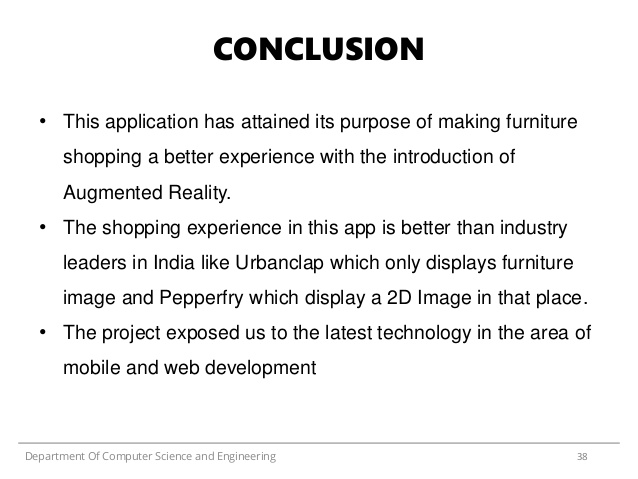 CONCLUSION
• This application has attained its purpose of making furniture
shopping a better experience with the introduction of
Augmented Reality.
• The shopping experience in this app is better than industry
leaders in India like Urbanclap which only displays furniture
image and Pepperfry which display a 2D Image in that place.
• The project exposed us to the latest technology in the area of
mobile and web development
Department Of Computer Science and Engineering 38